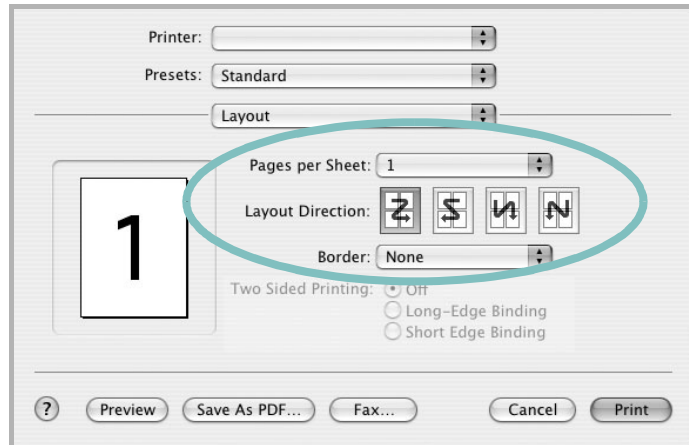 Printer:
Presets: Standard
Layout
Pages per Sheet: 1
Layout Direction:
1
Border: None
Two Sided Printing: Off
Long-Edge Binding
Short Edge Binding
? Preview Save As PDF... Fax... Cancel Print